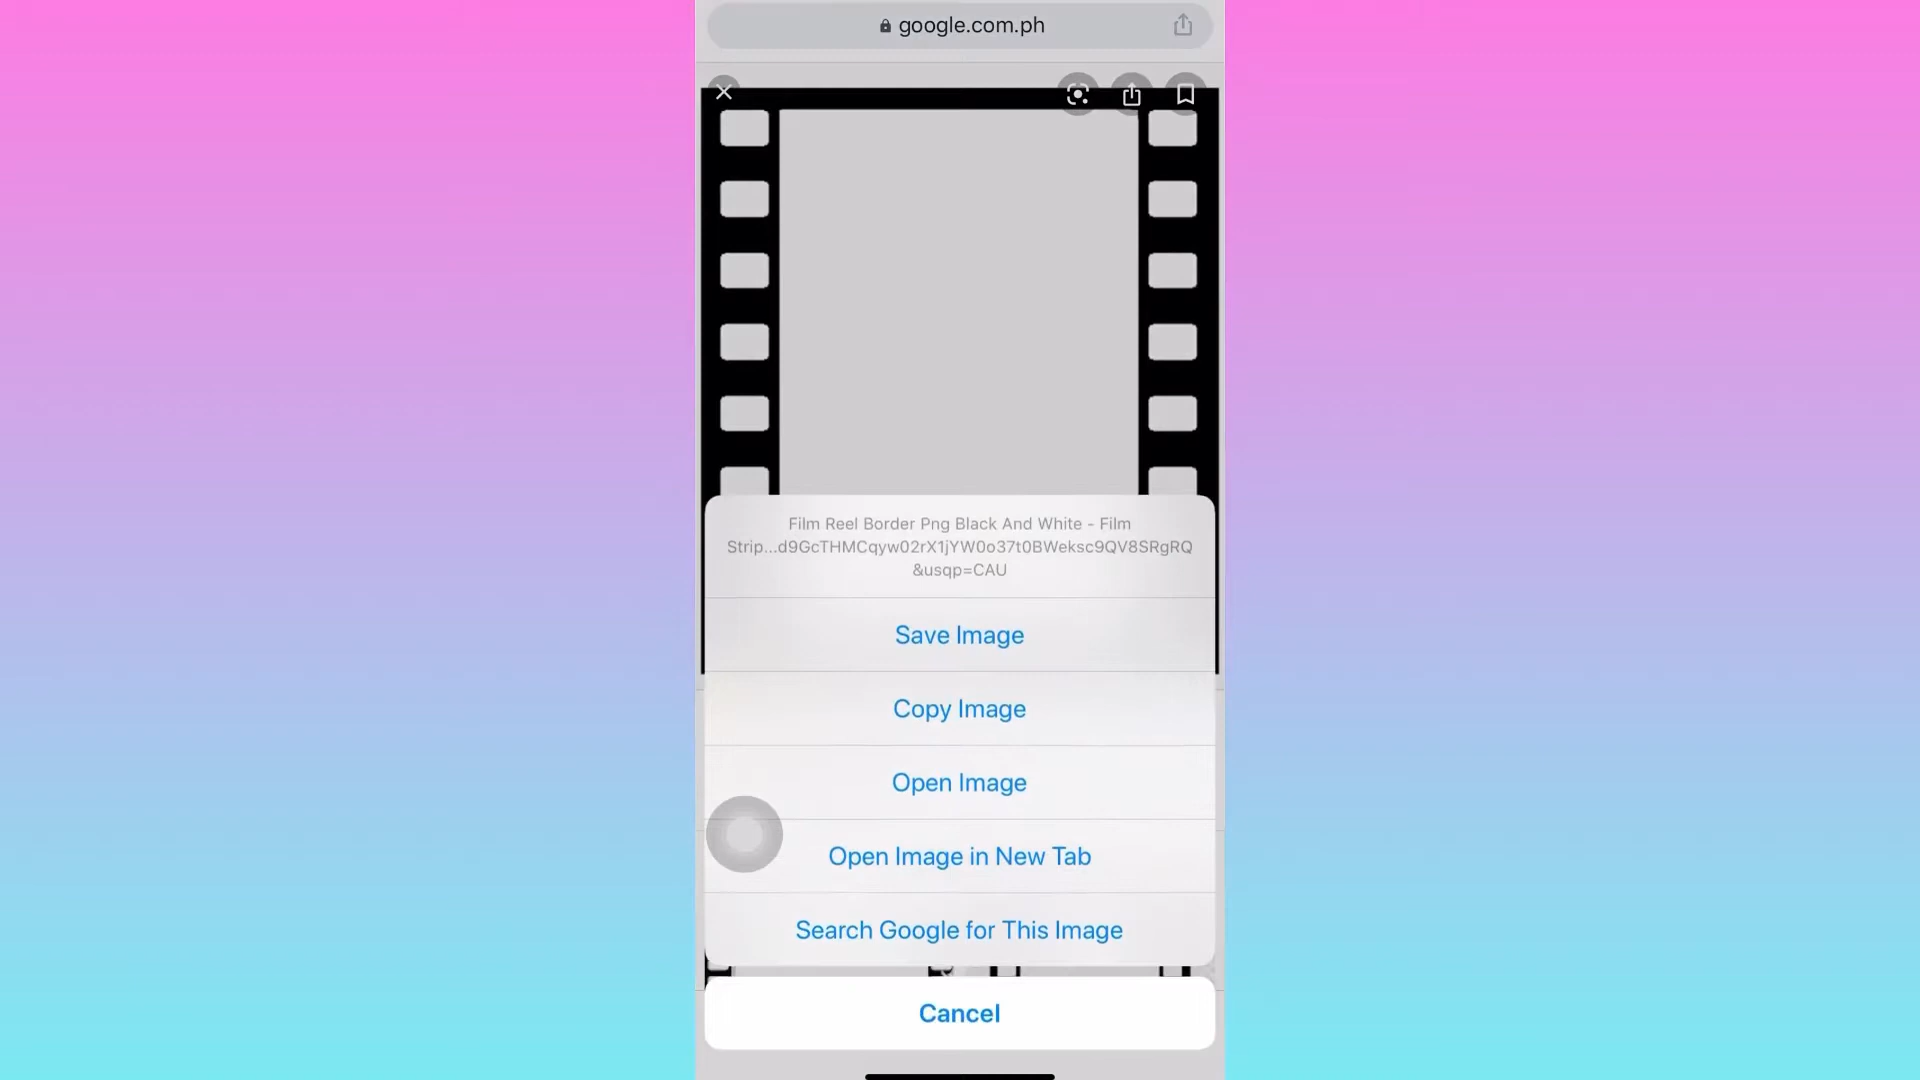 google.com.ph
Film Reel Border Png Black And White - Film
Strip...d9GcTHMCqyw02rX1jYW0o37t0BWeksc9QV8SRgRQ
&usqp=CAU
Save Image
Copy Image
Open Image
Open Image in New Tab
Search Google for This Image
Cancel